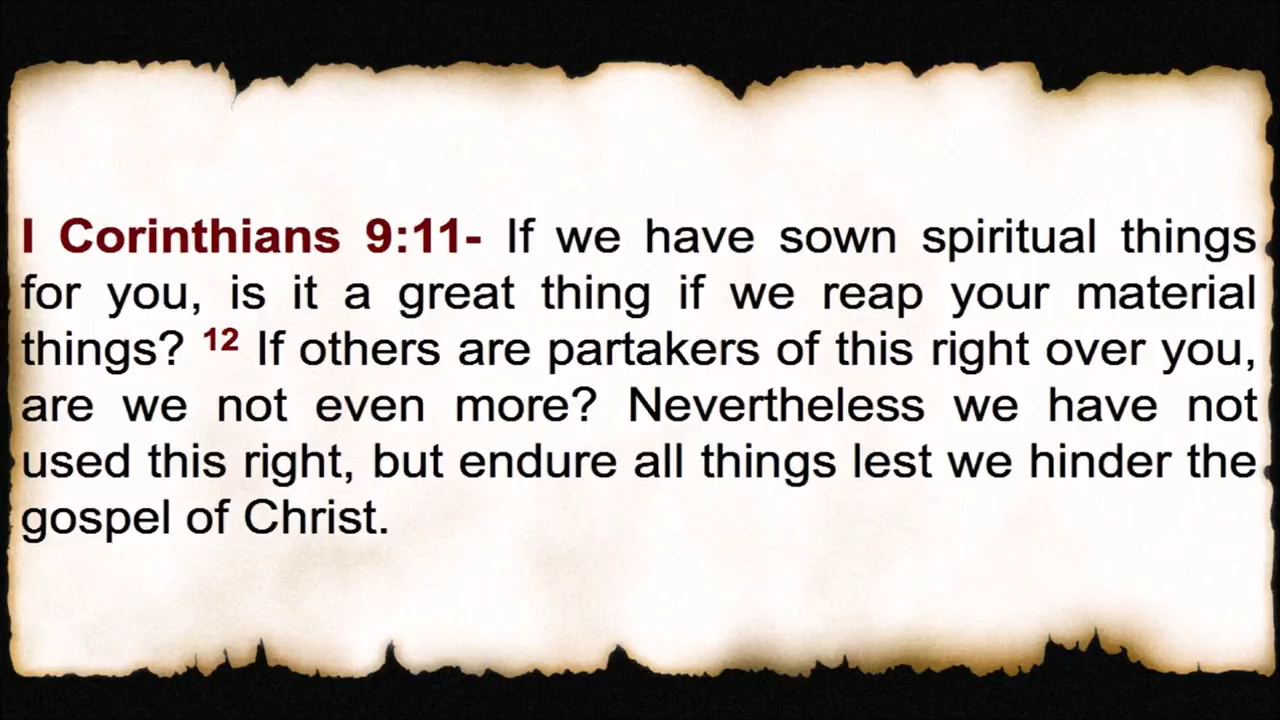 I Corinthians 9:11- If we have sown spiritual things
for you, is it a great thing if we reap your material
things? 12 If others are partakers of this right over you,
are we not even more? Nevertheless we have not
used this right, but endure all things lest we hinder the
gospel of Christ.